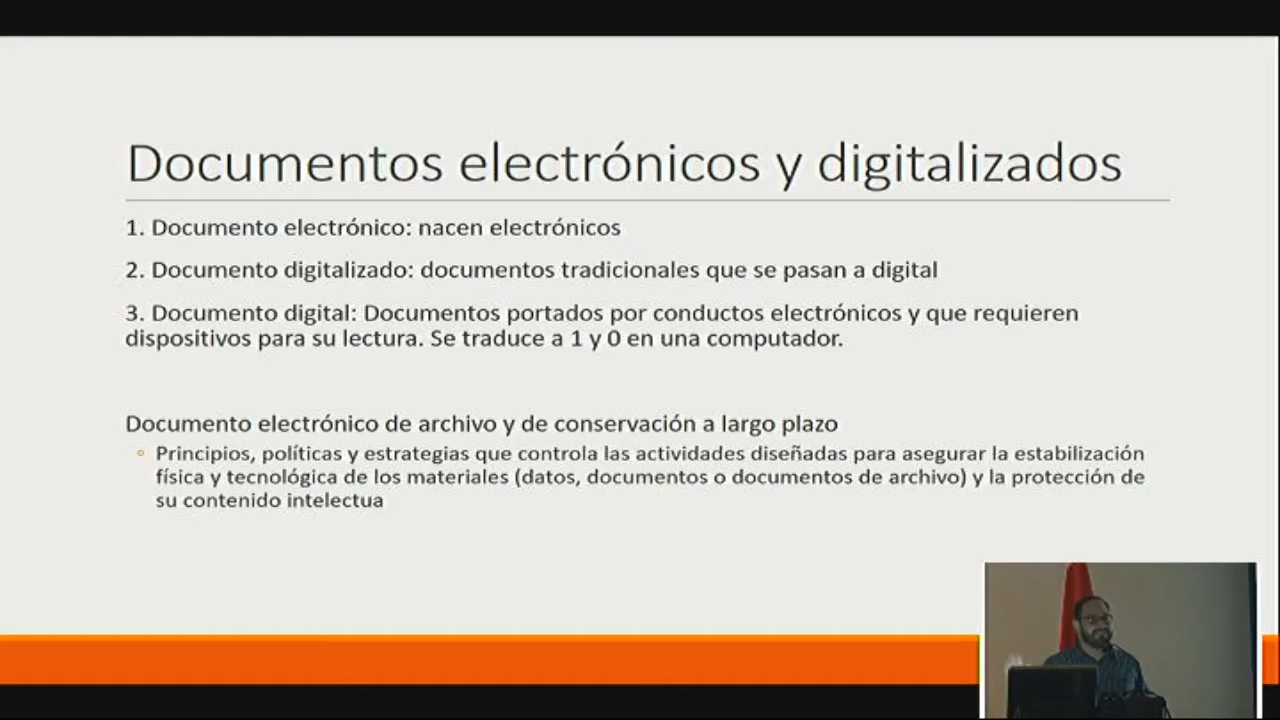 Documentos electrónicos y digitalizados
1. Documento electrónico: nacen electrónicos
2. Documento digitalizado: documentos tradicionales que se pasan a digital
3. Documento digital: Documentos portados por conductos electrónicos y que requieren
dispositivos para su lectura. Se traduce a 1 y 0 en una computador.
Documento electrónico de archivo y de conservación a largo plazo
◦ Principios, políticas y estrategias que controla las actividades diseñadas para asegurar la estabilización
física y tecnológica de los materiales (datos, documentos o documentos de archivo) y la protección de
su contenido intelectua